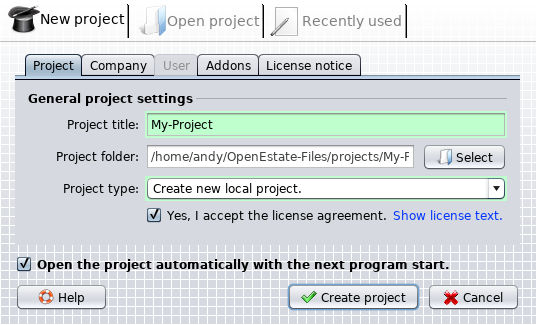 New project Open project Recently used
Project Company User Addons License notice
General project settings
Project title: My-Project
Project folder: /home/andy/OpenEstate-Files/projects/My-F Select
Project type: Create new local project.
Yes, I accept the license agreement. Show license text.
Open the project automatically with the next program start.
Help Create project Cancel